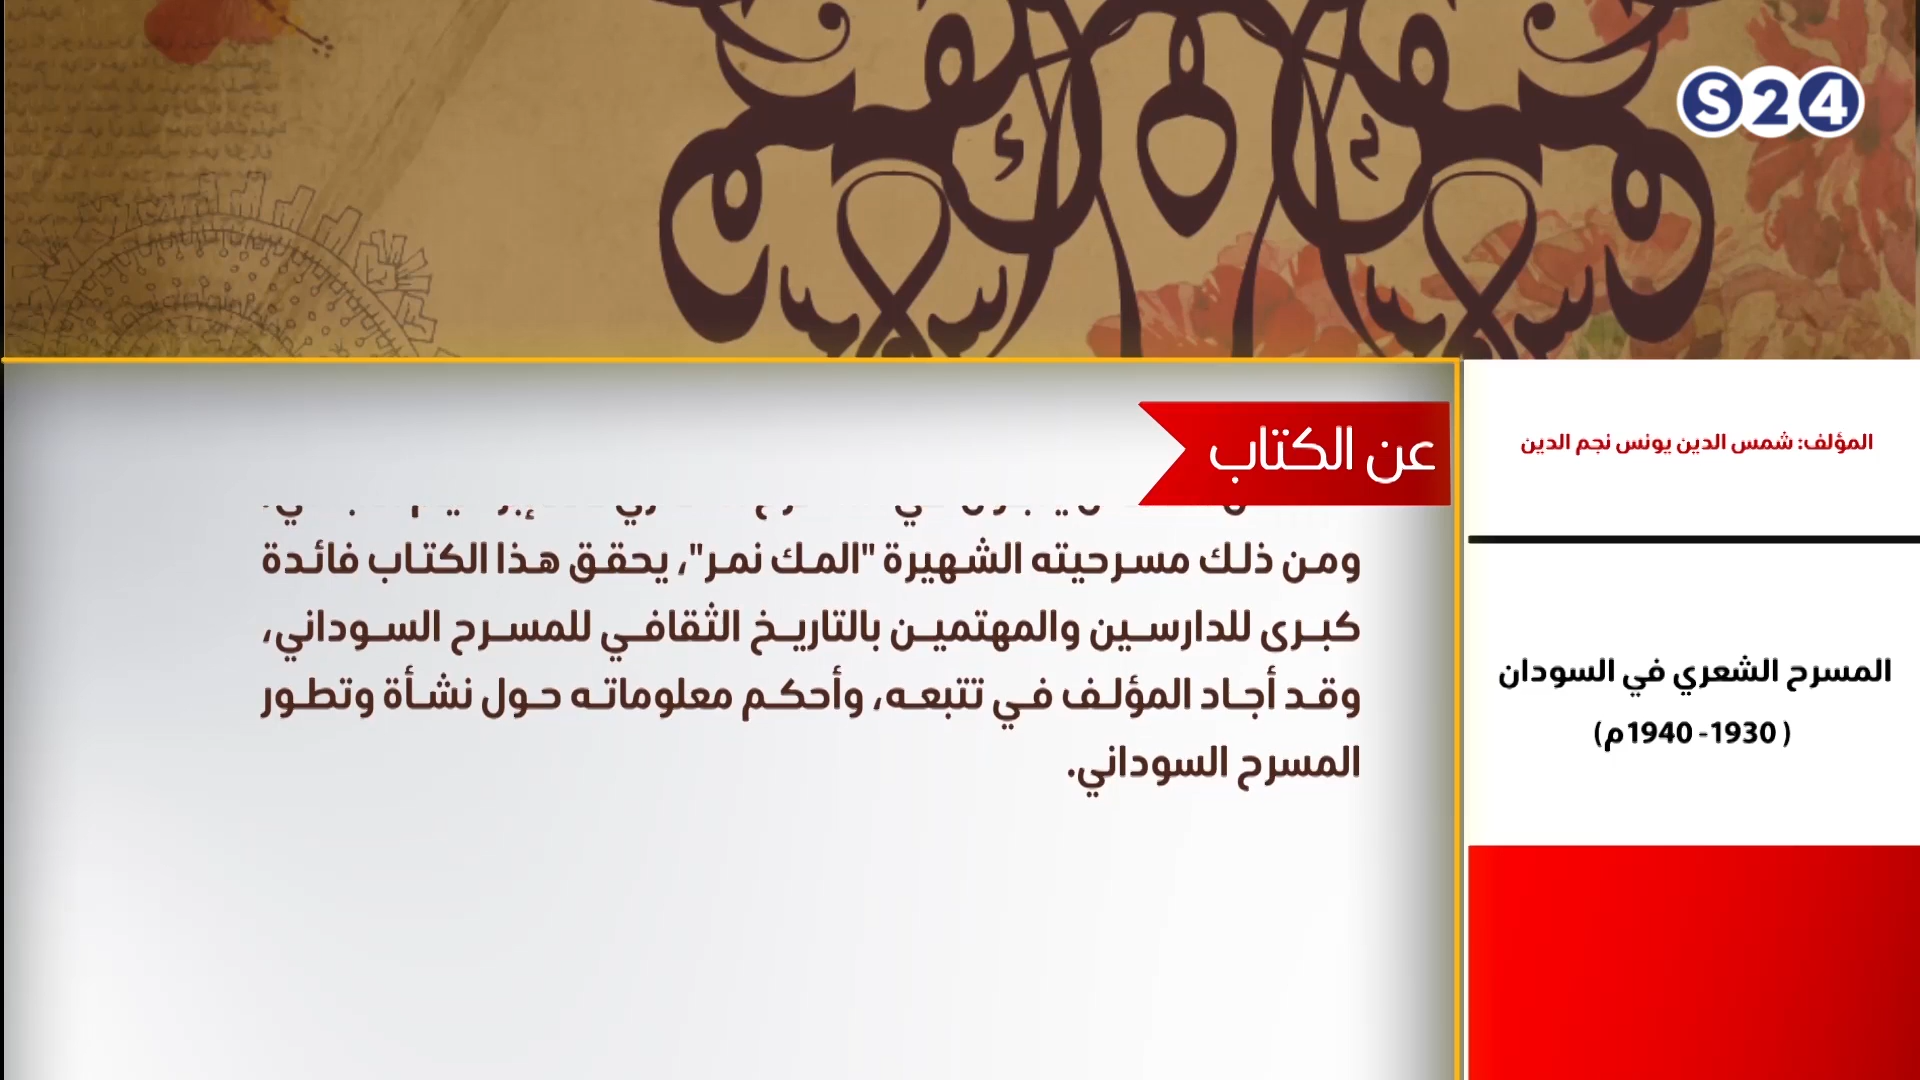 S24
عن الكتاب
ومن ذلك مسرحيته الشهيرة "المك نمر"، يحقق هذا الكتاب فائدة
كبرى للدارسين والمهتمين بالتاريخ الثقافي للمسرح السوداني،
وقد أجاد المؤلف في تتبعه، وأحكم معلوماته حول نشأة وتطور
المسرح السوداني.
المؤلف: شمس الدين يونس نجم الدين
المسرح الشعري في السودان
( 1930- 1940م)